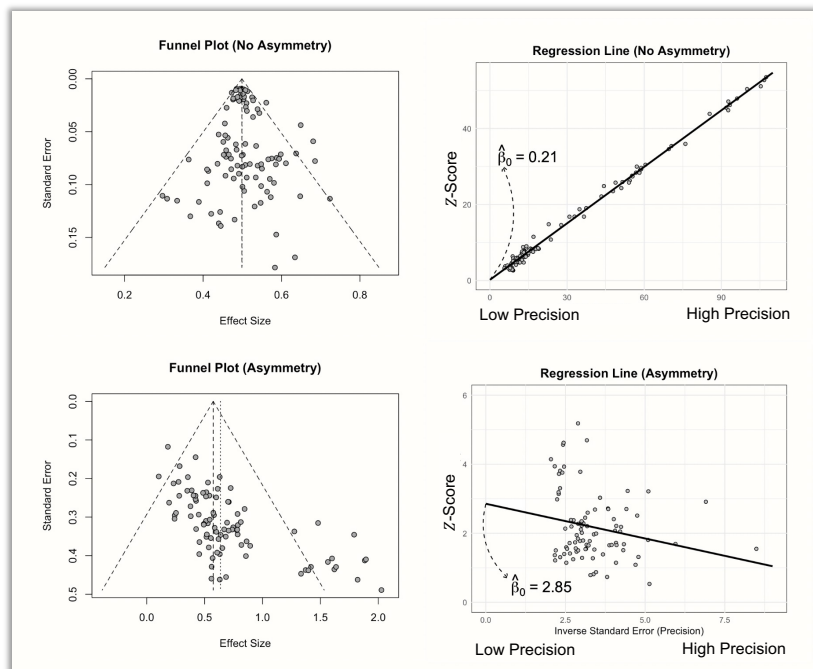 Funnel Plot (No Asymmetry)
Standard Error
0.00
0.05
0.10
0.15
0.2 0.4 0.6 0.8
Effect Size
Regression Line (No Asymmetry)
Z-Score
40
20
0
β̂0 = 0.21
0 30 60 90
Low Precision High Precision
Funnel Plot (Asymmetry)
Standard Error
0.0
0.1
0.2
0.3
0.4
0.5
0.0 0.5 1.0 1.5 2.0
Effect Size
Regression Line (Asymmetry)
Z-Score
6
4
2
0
β̂0 = 2.85
0.0 2.5 5.0 7.5
Inverse Standard Error (Precision)
Low Precision High Precision